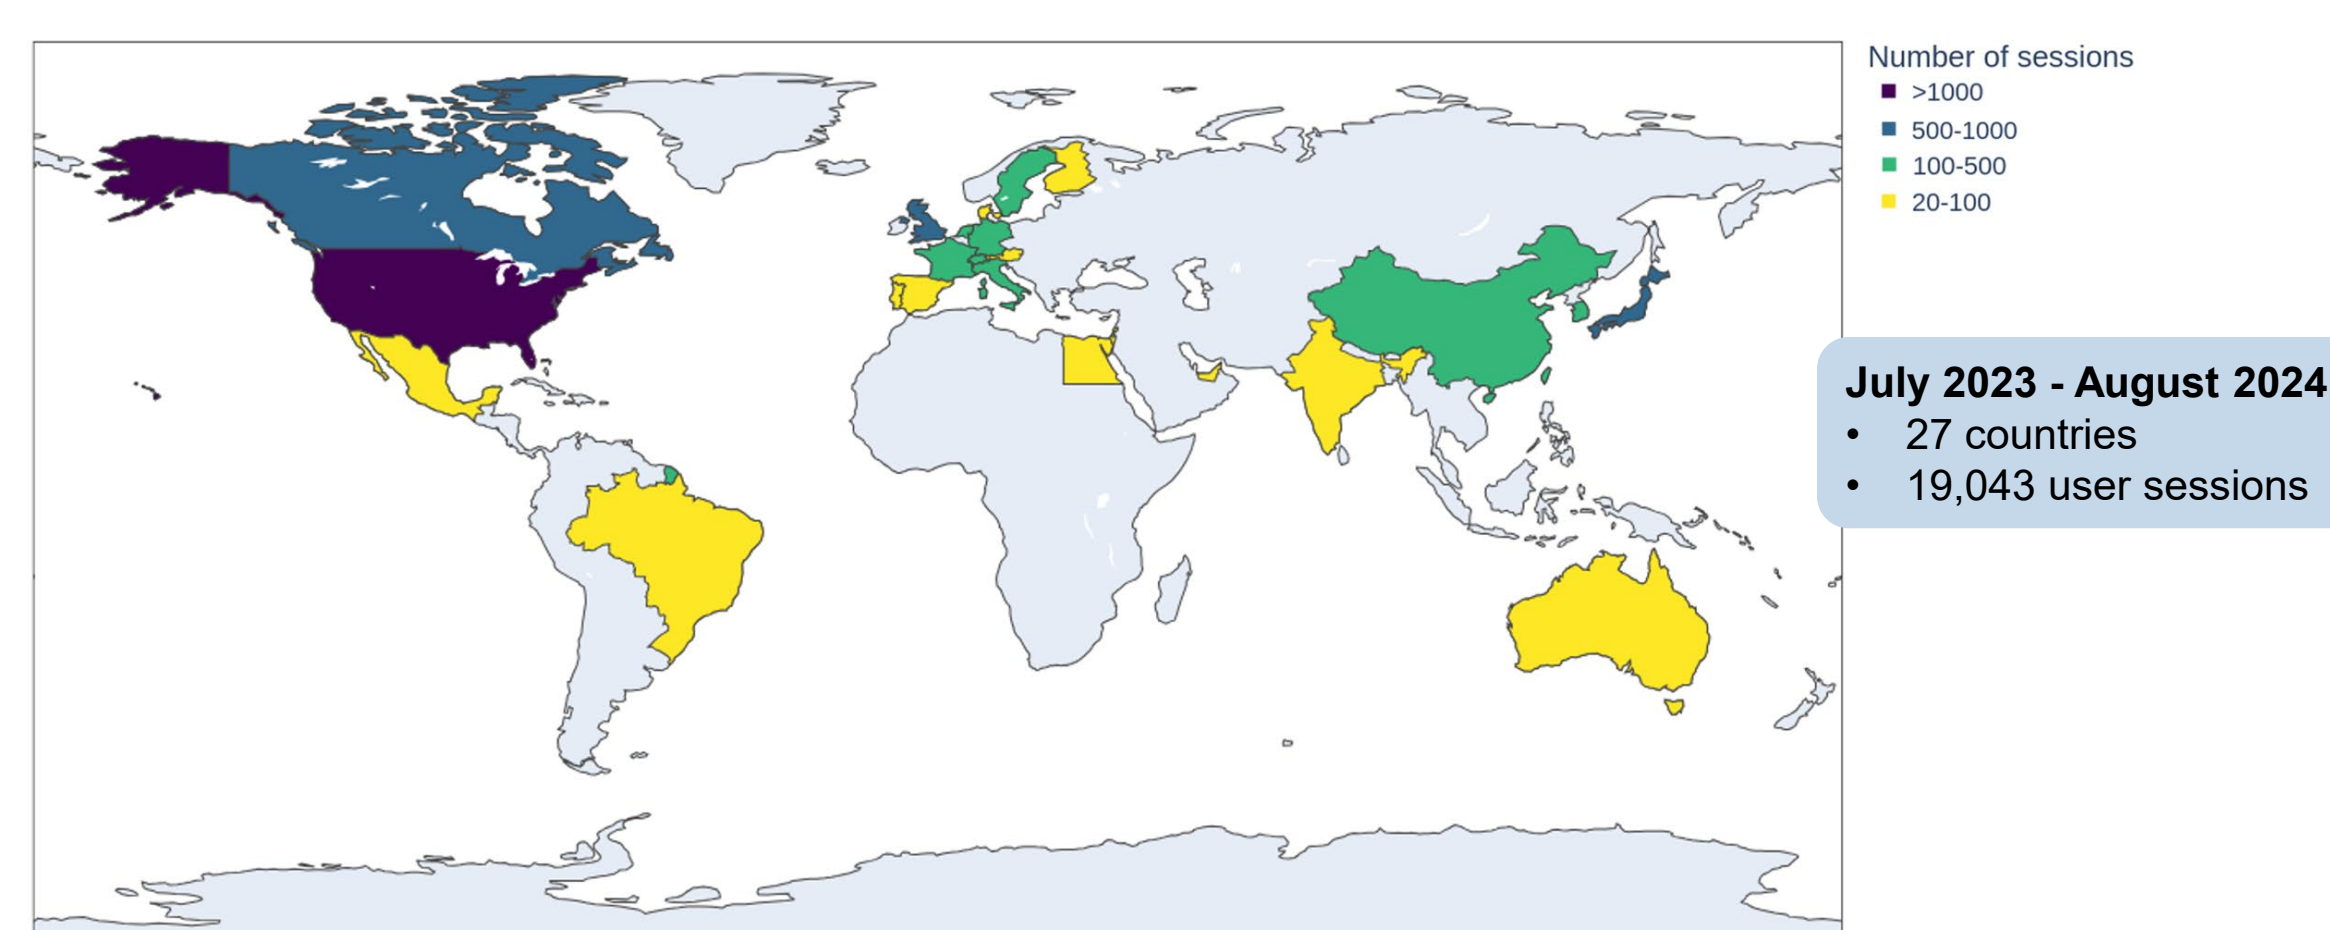 Number of sessions
>1000
500-1000
100-500
20-100
July 2023 - August 2024
• 27 countries
• 19,043 user sessions